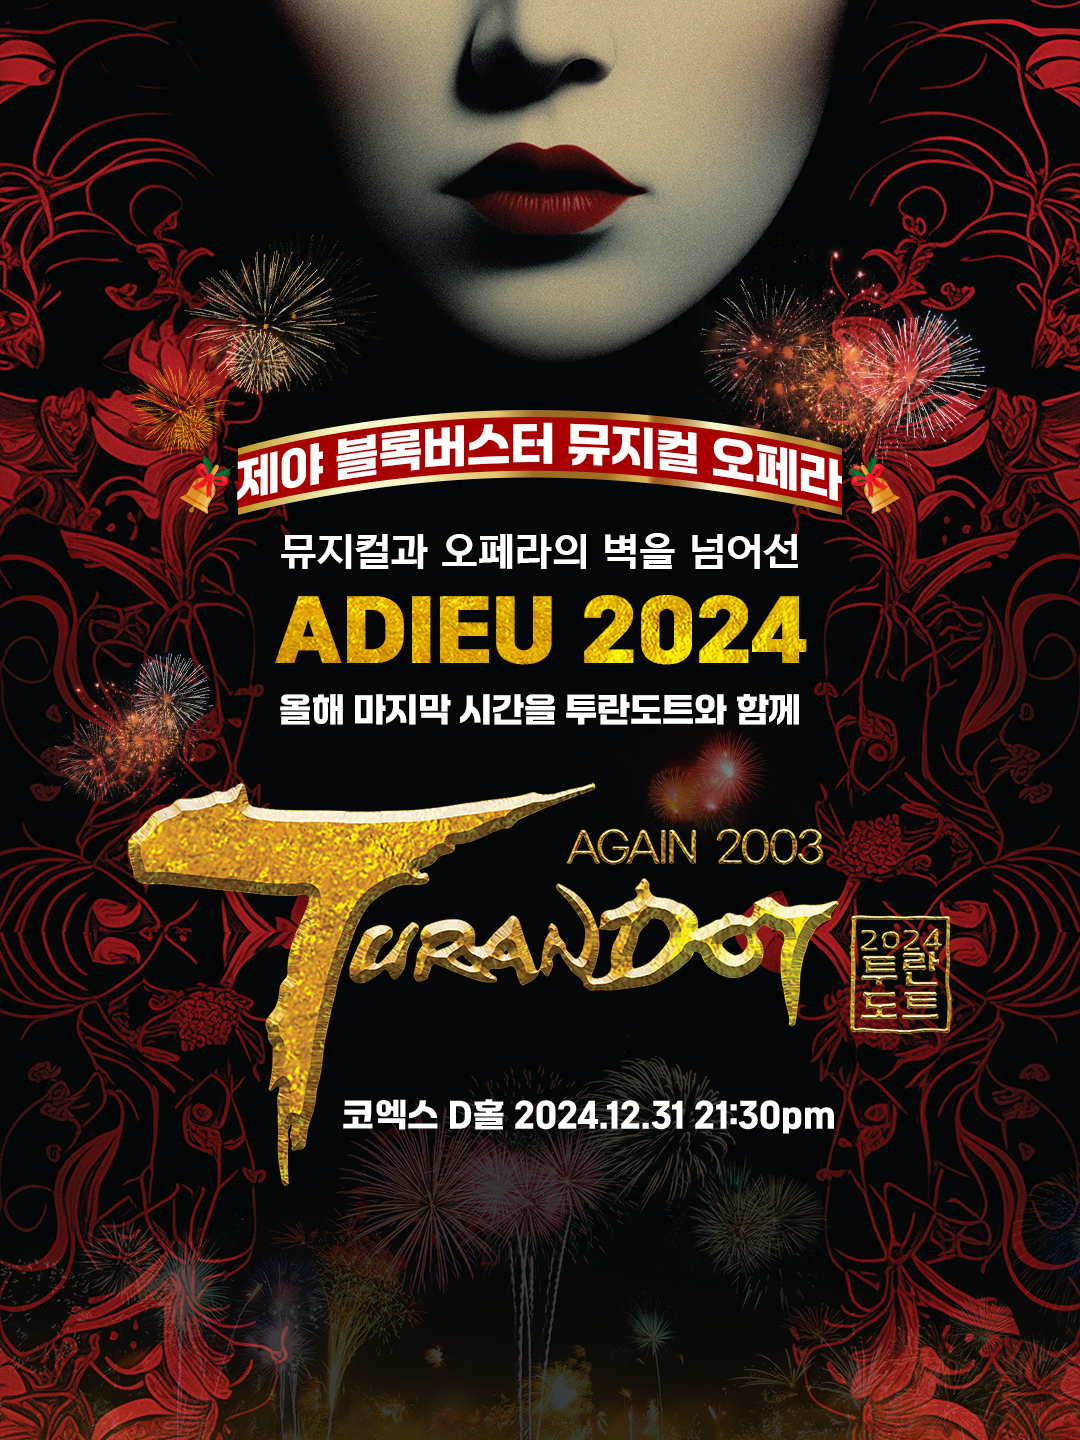 제야 블록버스터 뮤지컬 오페라
뮤지컬과 오페라의 벽을 넘어선
ADIEU 2024
올해 마지막 시간을 투란도트와 함께
AGAIN 2003
TURANDOT
2024
투란
도트
코엑스 D홀 2024.12.31 21:30pm